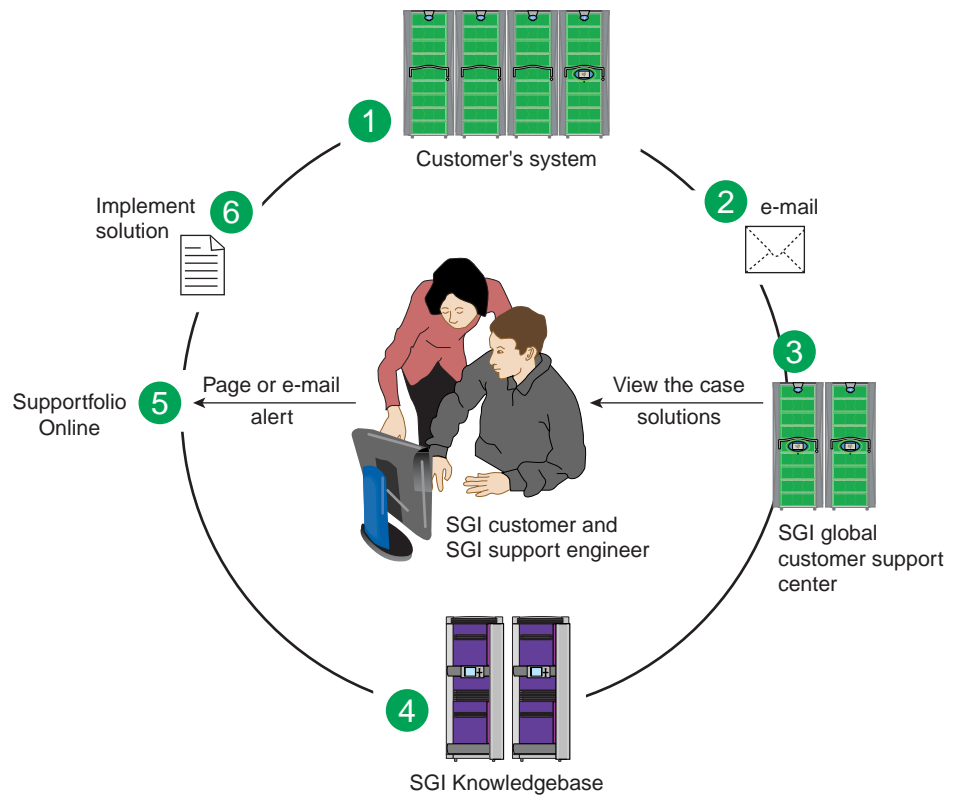 1
Customer's system
2
e-mail
3
SGI global
customer support
center
View the case
solutions
SGI customer and
SGI support engineer
4
SGI Knowledgebase
5
Supportfolio
Online
Page or e-mail
alert
6
Implement
solution